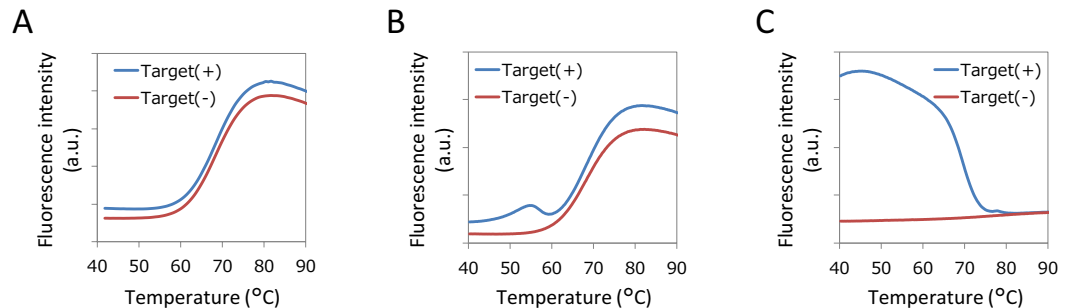 A
Fluorescence intensity
(a.u.)
Target(+)
Target(-)
40 50 60 70 80 90
Temperature (°C)
B
Fluorescence intensity
(a.u.)
Target(+)
Target(-)
40 50 60 70 80 90
Temperature (°C)
C
Fluorescence intensity
(a.u.)
Target(+)
Target(-)
40 50 60 70 80 90
Temperature (°C)